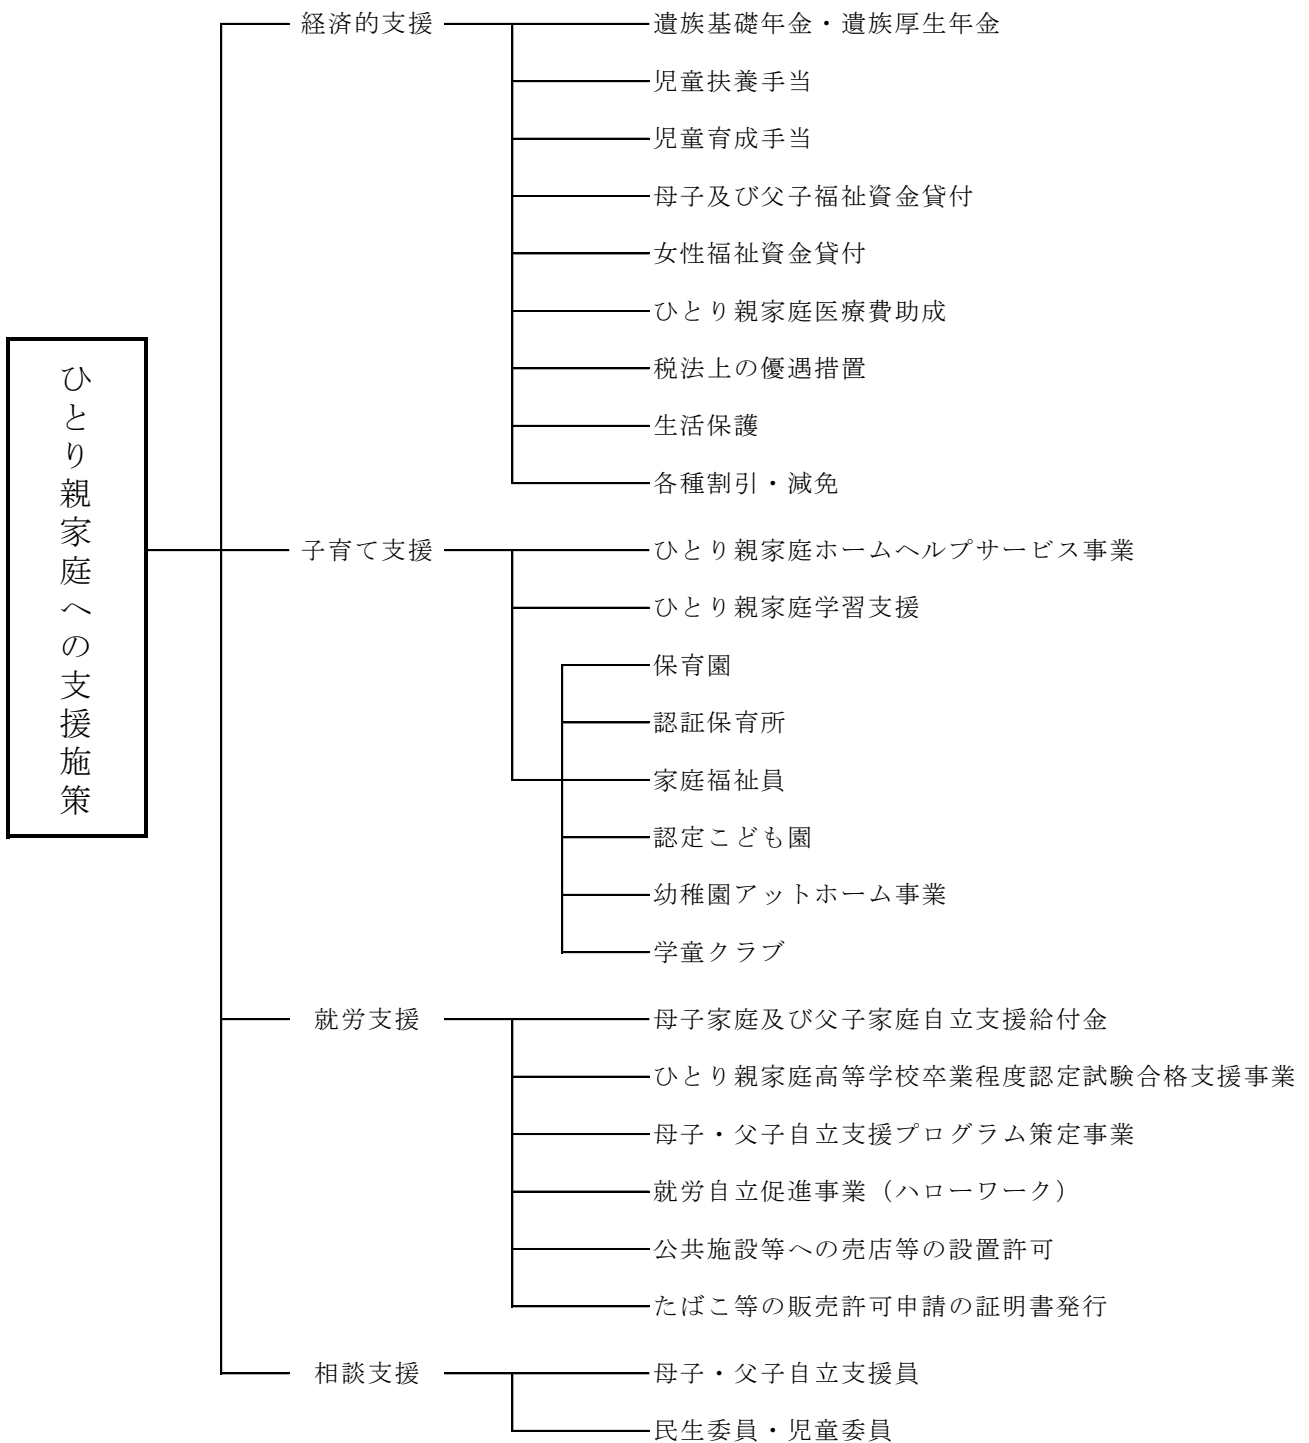 ひとり親家庭への支援施策
経済的支援
遺族基礎年金・遺族厚生年金
児童扶養手当
児童育成手当
母子及び父子福祉資金貸付
女性福祉資金貸付
ひとり親家庭医療費助成
税法上の優遇措置
生活保護
各種割引・減免
子育て支援
ひとり親家庭ホームヘルプサービス事業
ひとり親家庭学習支援
保育園
認証保育所
家庭福祉員
認定こども園
幼稚園アットホーム事業
学童クラブ
就労支援
母子家庭及び父子家庭自立支援給付金
ひとり親家庭高等学校卒業程度認定試験合格支援事業
母子・父子自立支援プログラム策定事業
就労自立促進事業（ハローワーク）
公共施設等への売店等の設置許可
たばこ等の販売許可申請の証明書発行
相談支援
母子・父子自立支援員
民生委員・児童委員